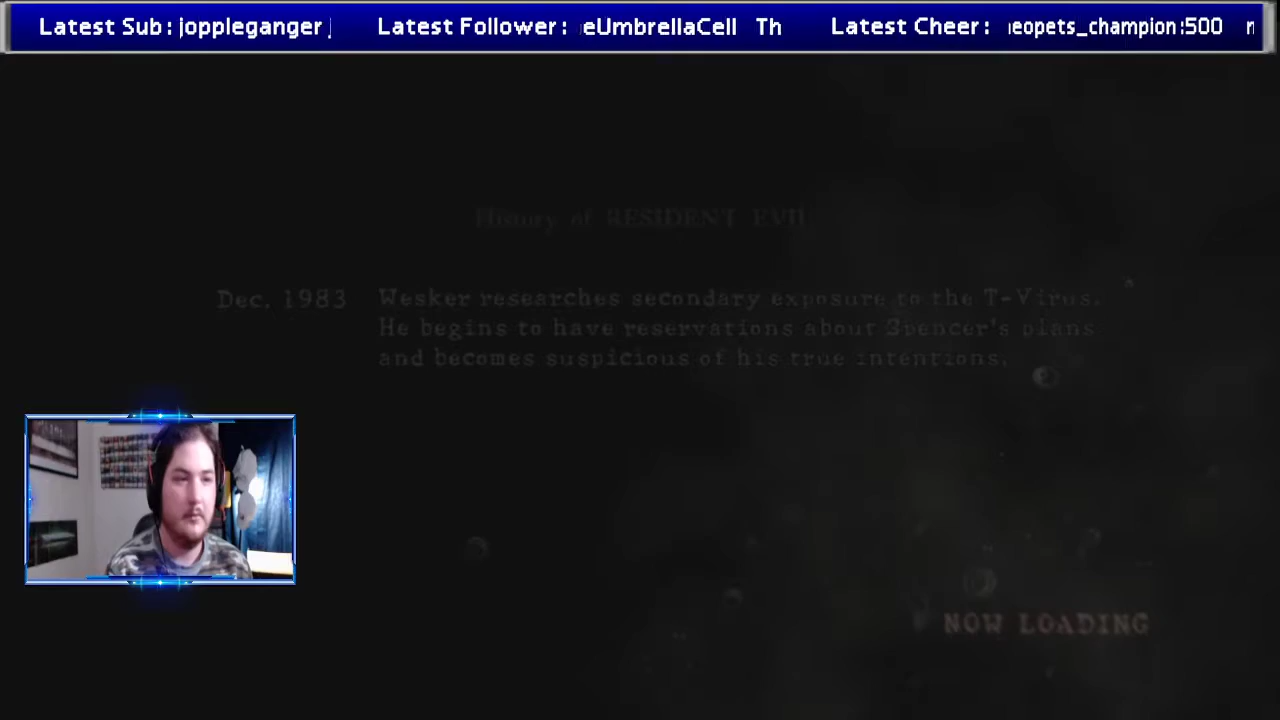 Latest Sub: joppleganger
Latest Follower: eUmbrellaCell Th
Latest Cheer: eopets_champion:500
History of RESIDENT EVIL
Dec. 1983 Wesker researches secondary exposure to the T-Virus.
He begins to have reservations about Spencer's plans
and becomes suspicious of his true intentions.
NOW LOADING